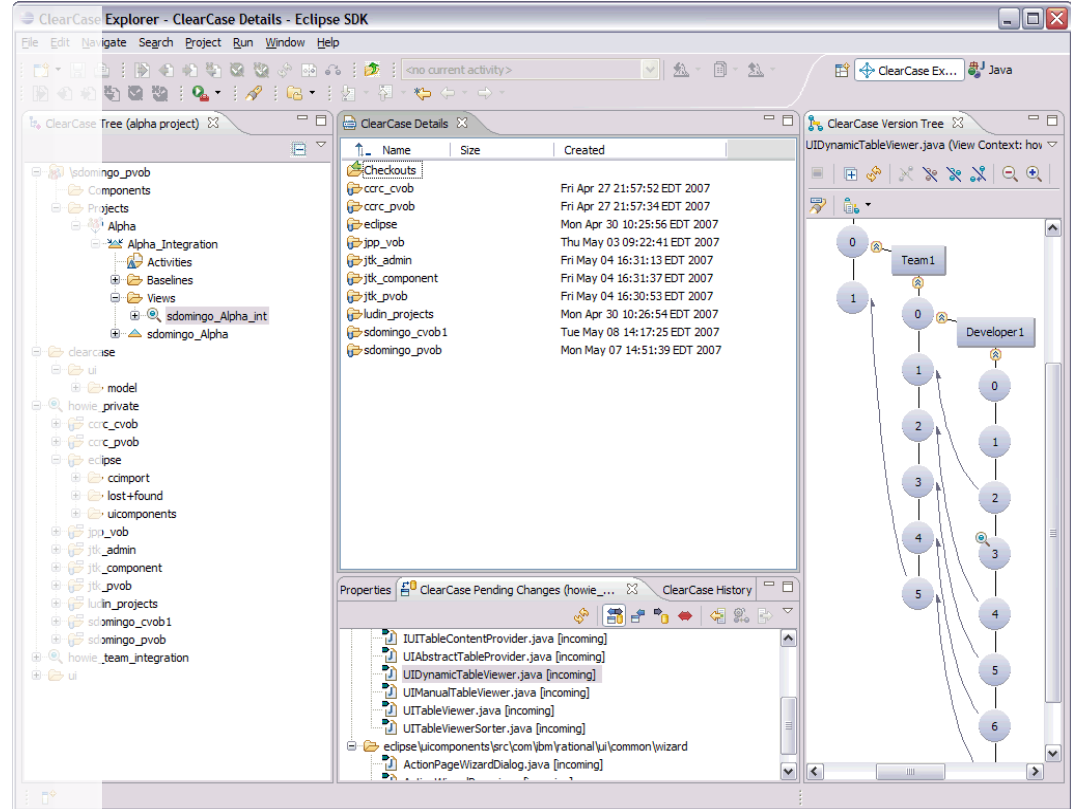 ClearCase Explorer - ClearCase Details - Eclipse SDK
File Edit Navigate Search Project Run Window Help
<no current activity>
ClearCase Ex...
Java
ClearCase Tree (alpha project)
\sdomingo_pvob
Components
Projects
Alpha
Alpha_Integration
Activities
Baselines
Views
sdomingo_Alpha_int
sdomingo_Alpha
clearcase
ui
model
howie_private
ccrc_cvob
ccrc_pvob
eclipse
ccimport
lost+found
uicomponents
jpp_vob
jtk_admin
jtk_component
jtk_pvob
ludin_projects
sdomingo_cvob1
sdomingo_pvob
howie_team_integration
ui
ClearCase Details
Name Size Created
Checkouts
ccrc_cvob Fri Apr 27 21:57:52 EDT 2007
ccrc_pvob Fri Apr 27 21:57:34 EDT 2007
eclipse Mon Apr 30 10:25:56 EDT 2007
jpp_vob Thu May 03 09:22:41 EDT 2007
jtk_admin Fri May 04 16:31:13 EDT 2007
jtk_component Fri May 04 16:31:37 EDT 2007
jtk_pvob Fri May 04 16:30:53 EDT 2007
ludin_projects Mon Apr 30 10:26:54 EDT 2007
sdomingo_cvob1 Tue May 08 14:17:25 EDT 2007
sdomingo_pvob Mon May 07 14:51:39 EDT 2007
Properties ClearCase Pending Changes (howie_... ClearCase History
IUITableContentProvider.java [incoming]
UIAbstractTableProvider.java [incoming]
UIDynamicTableViewer.java [incoming]
UIManualTableViewer.java [incoming]
UITableViewer.java [incoming]
UITableViewerSorter.java [incoming]
eclipse\uicomponents\src\com\ibm\rational\ui\common\wizard
ActionPageWizardDialog.java [incoming]
ClearCase Version Tree
UIDynamicTableViewer.java (View Context: how
0
1
Team1
0
1
2
3
4
5
Developer1
0
1
2
3
4
5
6